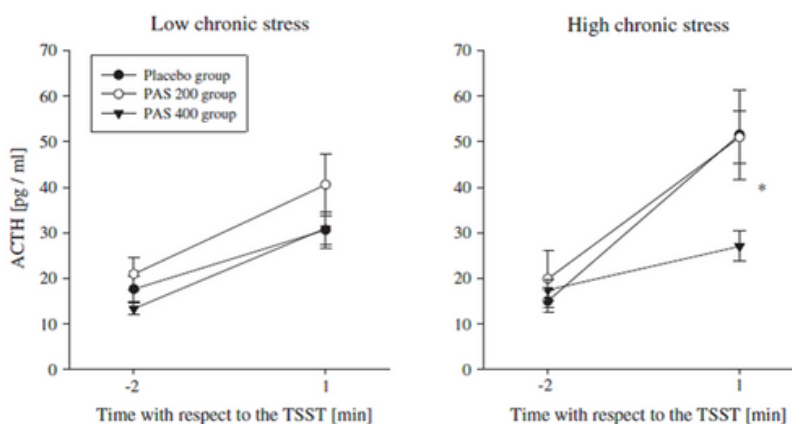 Low chronic stress
70
60
50
40
30
20
10
0
ACTH [pg / ml]
Placebo group
PAS 200 group
PAS 400 group
-2
1
Time with respect to the TSST [min]
High chronic stress
70
60
50
40
30
20
10
0
*
-2
1
Time with respect to the TSST [min]